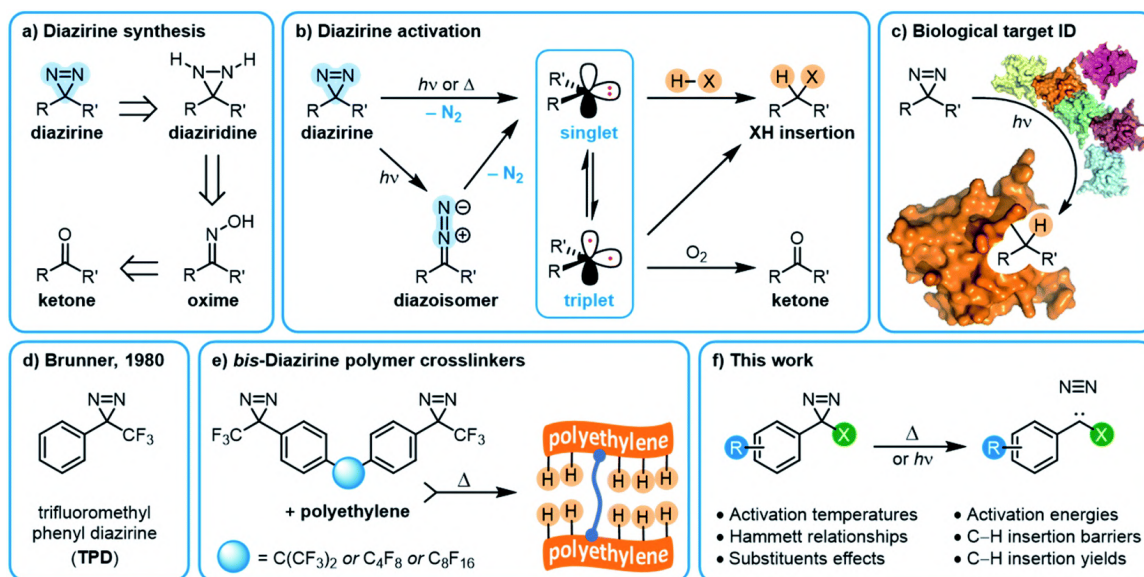 a) Diazirine synthesis
N=N
R R'
diazirine
H N–N H
R R'
diaziridine
O
R R'
ketone
N OH
R R'
oxime
b) Diazirine activation
N=N
R R'
diazirine
hν or Δ
– N2
hν
– N2
N ⊖
N ⊕
R R'
diazoisomer
R'
R
singlet
R'
R
triplet
H–X
H X
R R'
XH insertion
O2
O
R R'
ketone
c) Biological target ID
N=N
R R'
hν
H
R R'
d) Brunner, 1980
N=N
CF3
trifluoromethyl
phenyl diazirine
(TPD)
e) bis-Diazirine polymer crosslinkers
N=N N=N
F3C CF3
+ polyethylene
Δ
= C(CF3)2 or C4F8 or C8F16
polyethylene
H H H H H
H H H H H
polyethylene
f) This work
N=N
R X
Δ
or hν
N≡N
R X
• Activation temperatures
• Hammett relationships
• Substituents effects
• Activation energies
• C–H insertion barriers
• C–H insertion yields